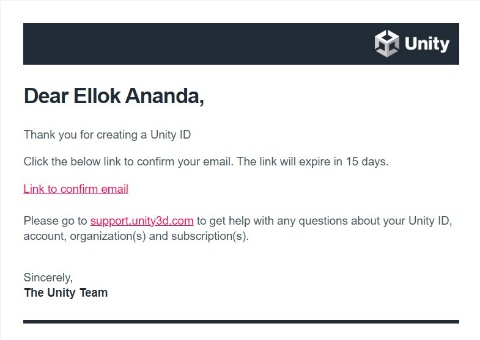 Unity
Dear Ellok Ananda,
Thank you for creating a Unity ID
Click the below link to confirm your email. The link will expire in 15 days.
Link to confirm email
Please go to support.unity3d.com to get help with any questions about your Unity ID,
account, organization(s) and subscription(s).
Sincerely,
The Unity Team